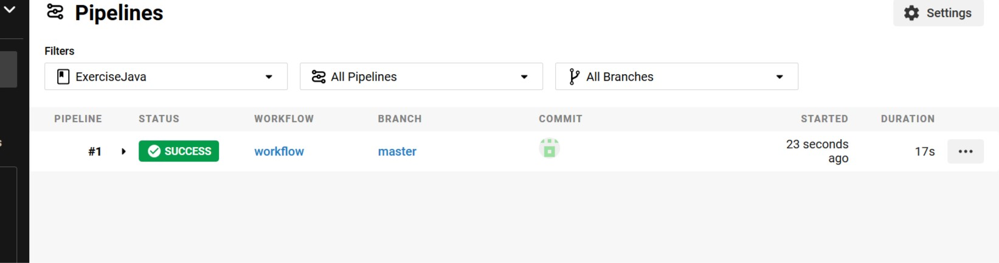 Pipelines
Settings
Filters
ExerciseJava
All Pipelines
All Branches
PIPELINE STATUS WORKFLOW BRANCH COMMIT STARTED DURATION
#1 SUCCESS workflow master 23 seconds ago 17s